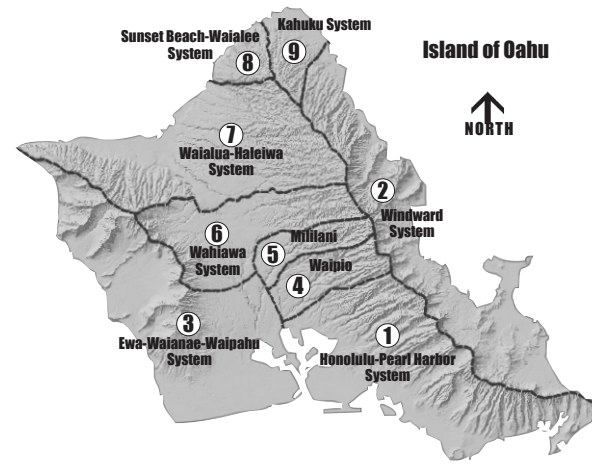 Kahuku System
Sunset Beach-Waialee
System
9
8
Island of Oahu
NORTH
7
Waialua-Haleiwa
System
2
Windward
System
6
Wahiawa
System
Mililani
5
Waipio
4
3
Ewa-Waianae-Waipahu
System
1
Honolulu-Pearl Harbor
System